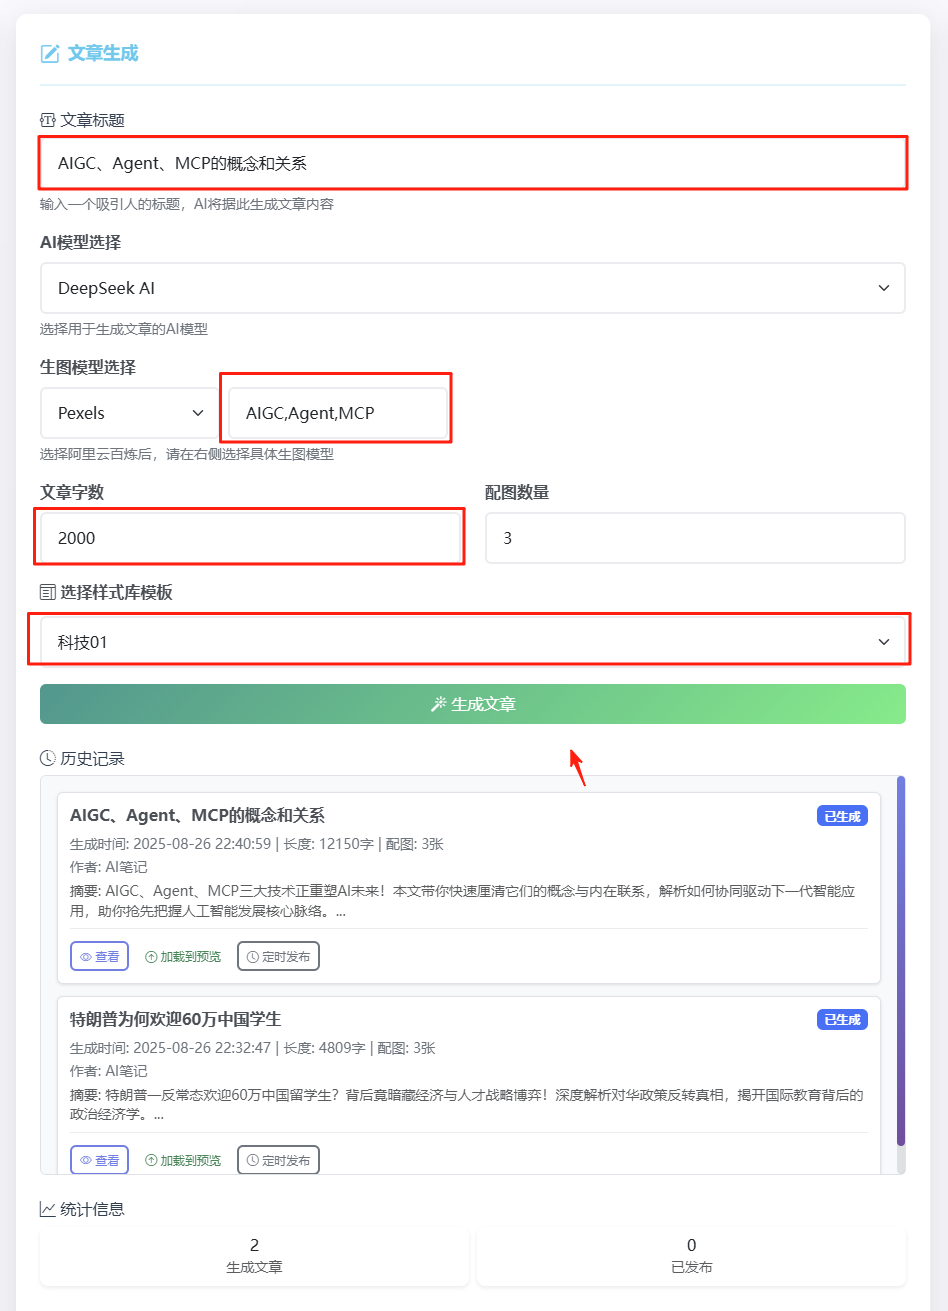 文章生成
文章标题
AIGC、Agent、MCP的概念和关系
输入一个吸引人的标题，AI将据此生成文章内容
AI模型选择
DeepSeek AI
选择用于生成文章的AI模型
生图模型选择
Pexels
AIGC,Agent,MCP
选择阿里云百炼后，请在右侧选择具体生图模型
文章字数
配图数量
2000
3
选择样式库模板
科技01
生成文章
历史记录
AIGC、Agent、MCP的概念和关系
已生成
生成时间: 2025-08-26 22:40:59 | 长度: 12150字 | 配图: 3张
作者: AI笔记
摘要: AIGC、Agent、MCP三大技术正重塑AI未来！本文带你快速厘清它们的概念与内在联系，解析如何协同驱动下一代智能应
用，助你抢先把握人工智能发展核心脉络。...
查看
加载到预览
定时发布
特朗普为何欢迎60万中国学生
已生成
生成时间: 2025-08-26 22:32:47 | 长度: 4809字 | 配图: 3张
作者: AI笔记
摘要: 特朗普一反常态欢迎60万中国留学生？背后竟暗藏经济与人才战略博弈！深度解析对华政策反转真相，揭开国际教育背后的
政治经济学。...
查看
加载到预览
定时发布
统计信息
2
生成文章
0
已发布